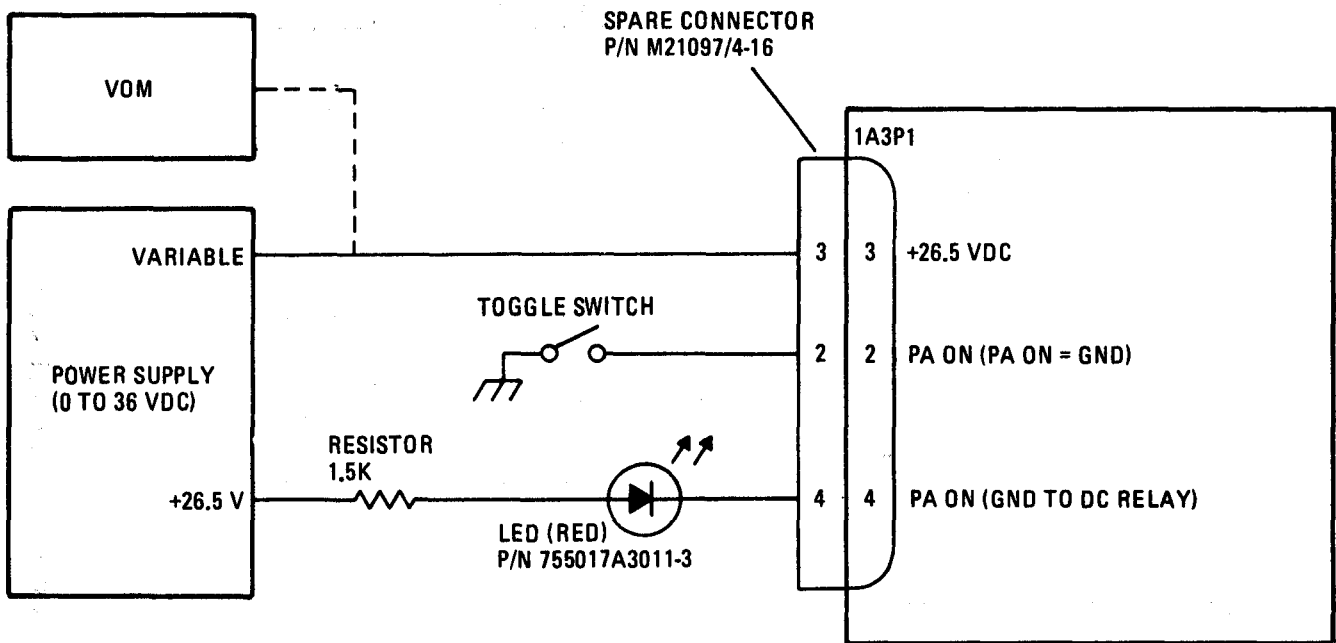 SPARE CONNECTOR
P/N M21097/4-16
VOM
1A3P1
VARIABLE
3
3
+26.5 VDC
TOGGLE SWITCH
2
2
PA ON (PA ON = GND)
POWER SUPPLY
(0 TO 36 VDC)
RESISTOR
1.5K
+26.5 V
4
4
PA ON (GND TO DC RELAY)
LED (RED)
P/N 755017A3011-3